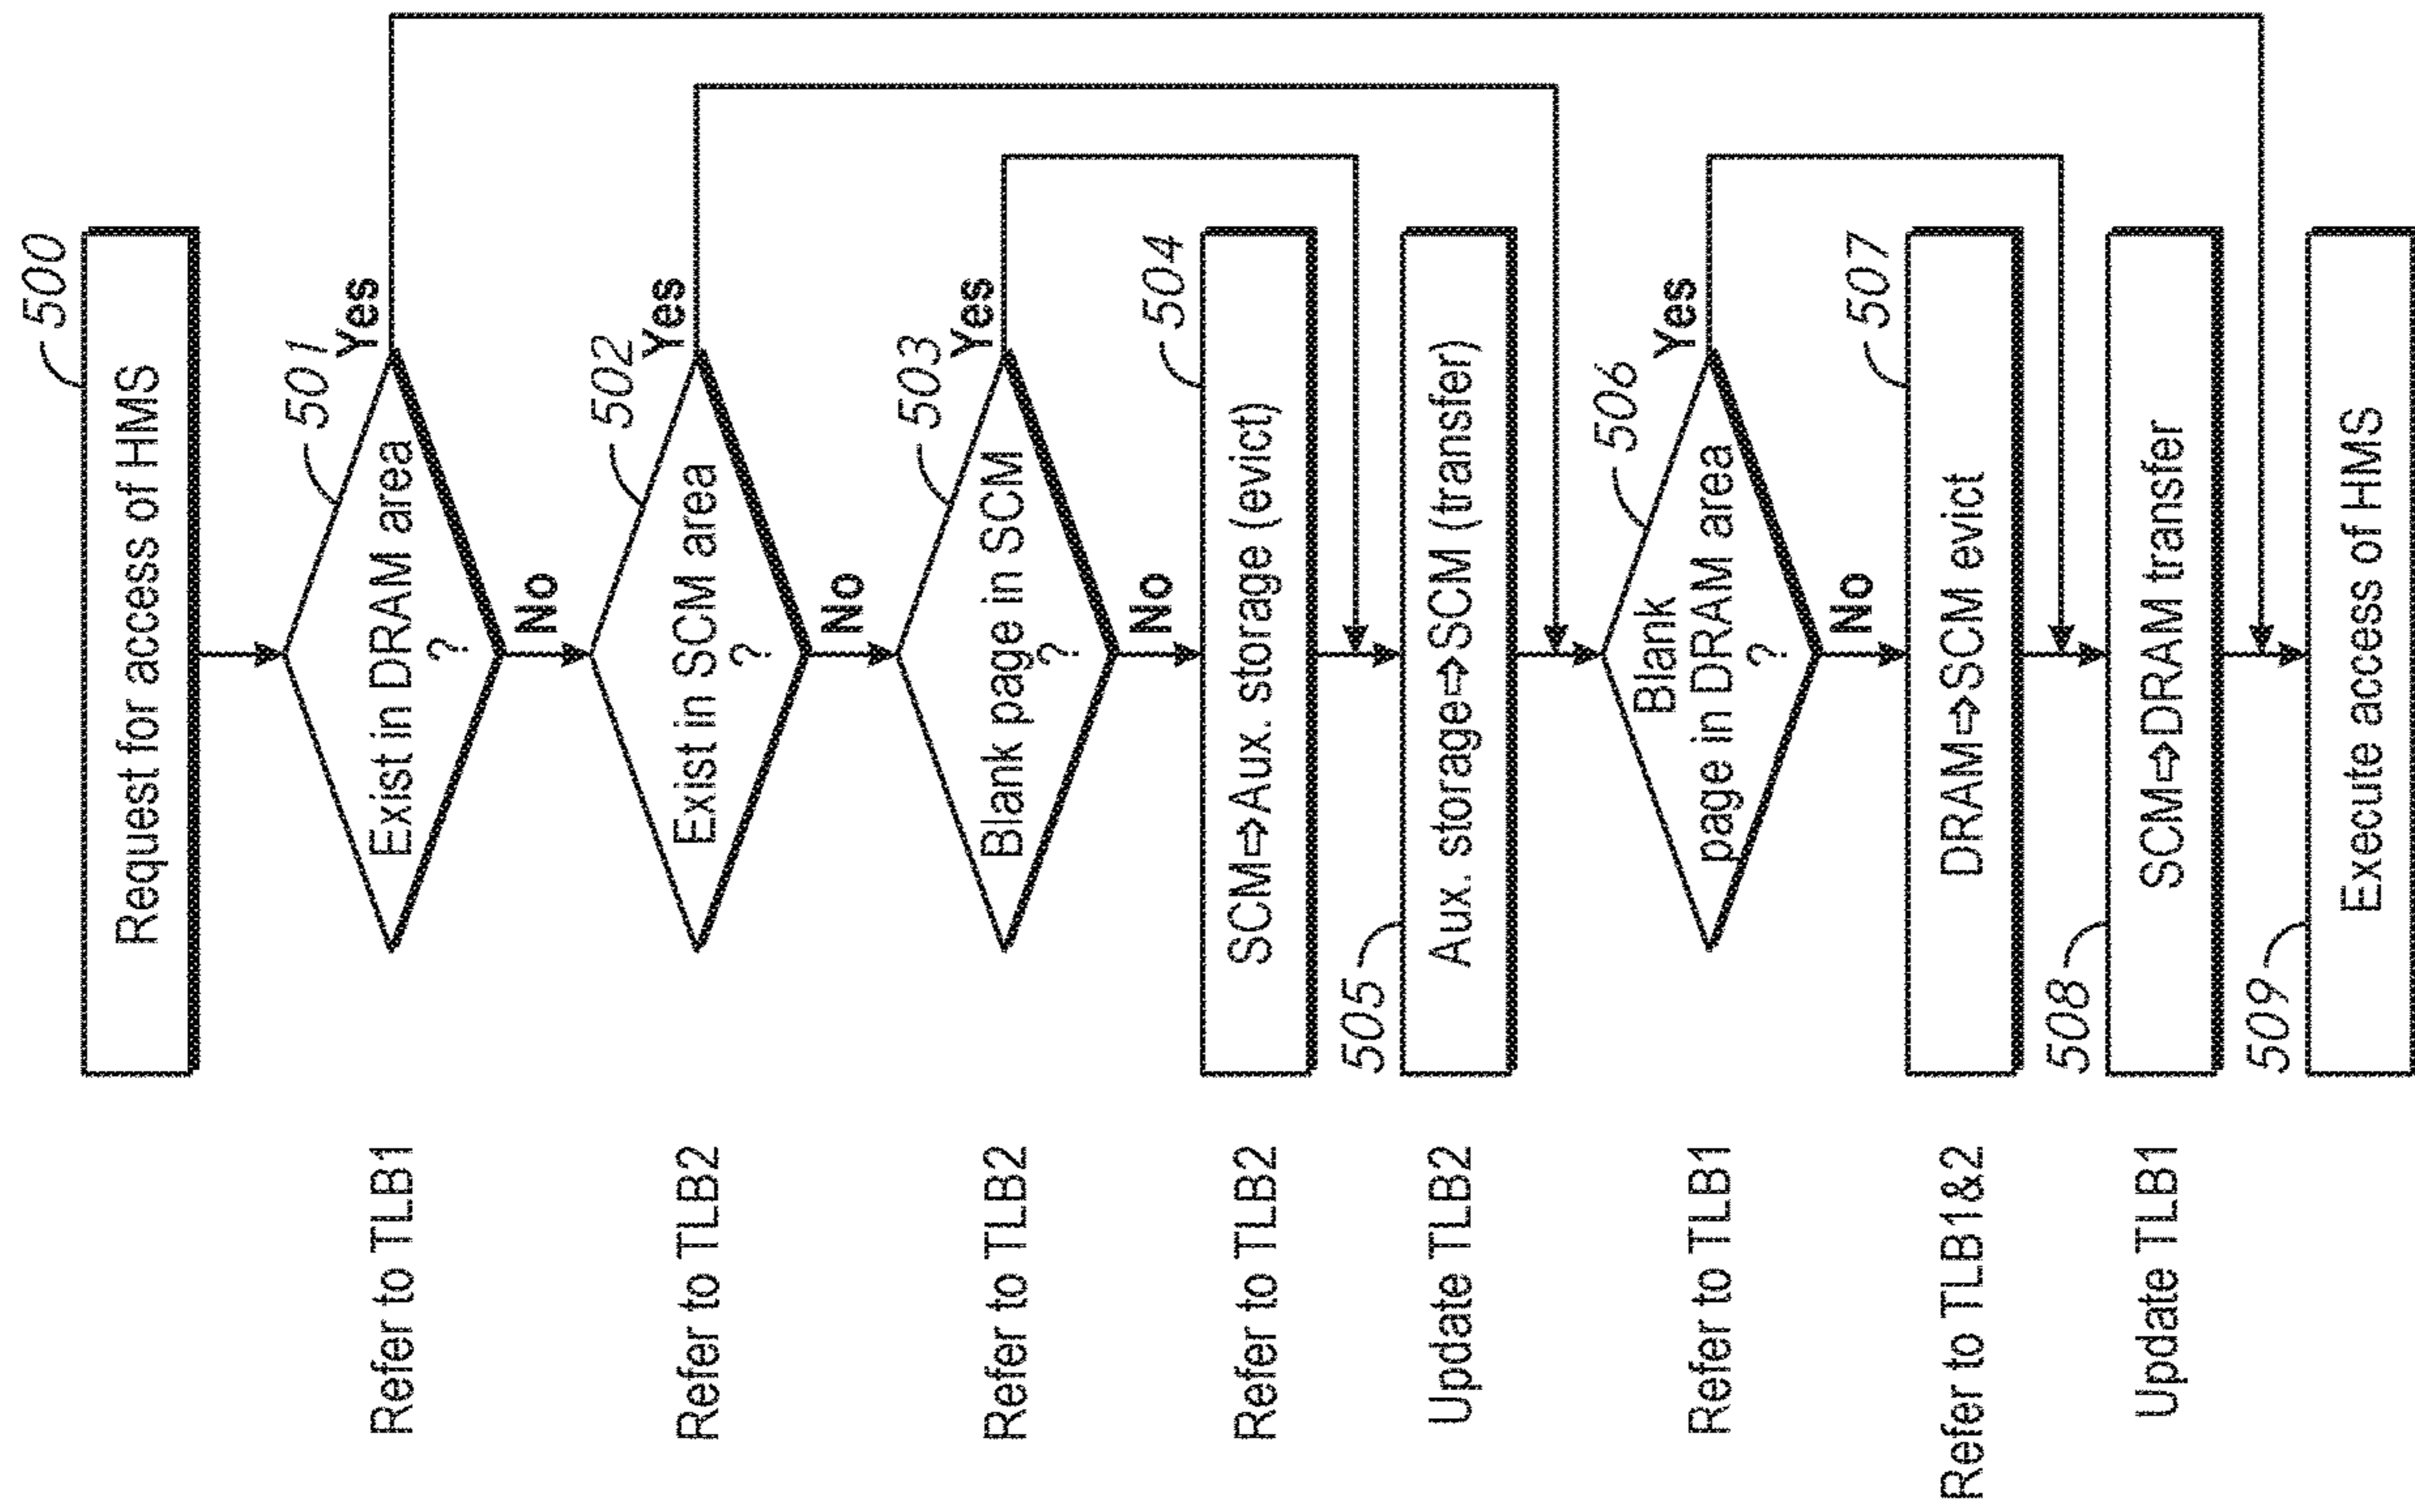 500
Request for access of HMS
Refer to TLB1
501
Exist in DRAM area
?
Yes
No
Refer to TLB2
502
Exist in SCM area
?
Yes
No
Refer to TLB2
503
Blank page in SCM
?
Yes
No
Refer to TLB2
504
SCM⇨Aux. storage (evict)
Update TLB2
505
Aux. storage⇨SCM (transfer)
Refer to TLB1
506
Blank
page in DRAM area
?
Yes
No
Refer to TLB1&2
507
DRAM⇨SCM evict
Update TLB1
508
SCM⇨DRAM transfer
509
Execute access of HMS